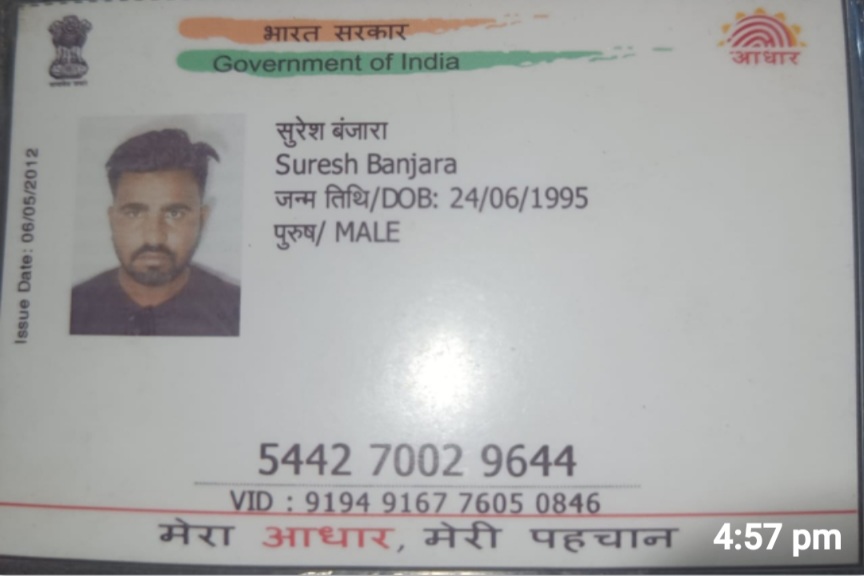 भारत सरकार
Government of India
आधार
Issue Date: 06/05/2012
सुरेश बंजारा
Suresh Banjara
जन्म तिथि/DOB: 24/06/1995
पुरुष/ MALE
5442 7002 9644
VID : 9194 9167 7605 0846
मेरा आधार, मेरी पहचान
4:57 pm